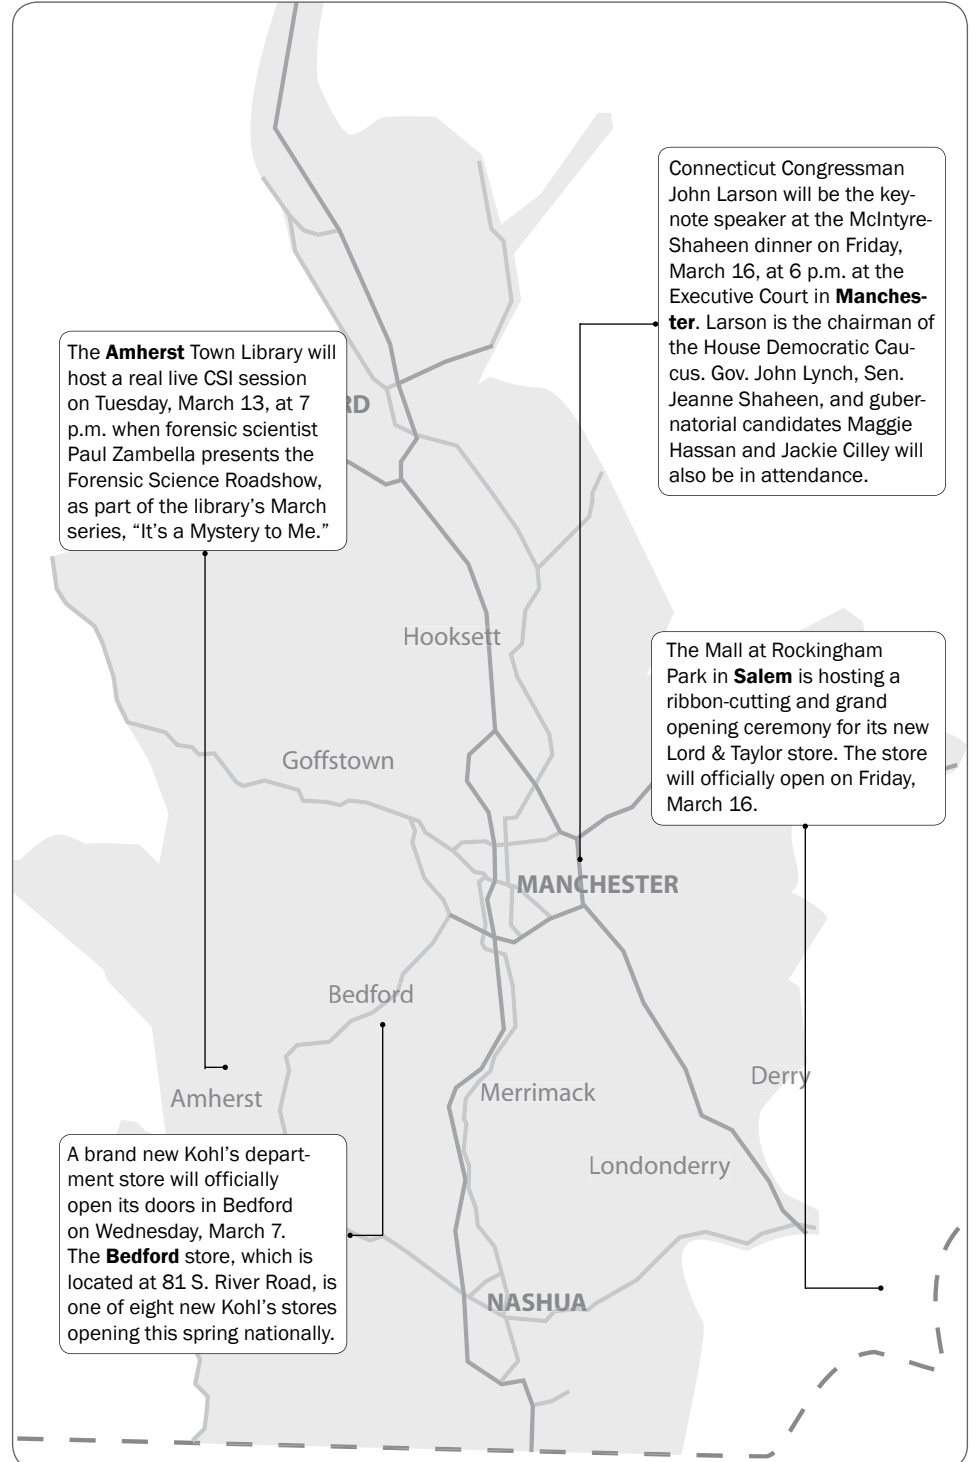 Connecticut Congressman
John Larson will be the key-
note speaker at the McIntyre-
Shaheen dinner on Friday,
March 16, at 6 p.m. at the
Executive Court in Manches-
ter. Larson is the chairman of
the House Democratic Cau-
cus. Gov. John Lynch, Sen.
Jeanne Shaheen, and guber-
natorial candidates Maggie
Hassan and Jackie Cilley will
also be in attendance.
The Amherst Town Library will
host a real live CSI session
on Tuesday, March 13, at 7
p.m. when forensic scientist
Paul Zambella presents the
Forensic Science Roadshow,
as part of the library’s March
series, “It’s a Mystery to Me.”
RD
Hooksett
The Mall at Rockingham
Park in Salem is hosting a
ribbon-cutting and grand
opening ceremony for its new
Lord & Taylor store. The store
will officially open on Friday,
March 16.
Goffstown
MANCHESTER
Bedford
Derry
Merrimack
Amherst
Londonderry
A brand new Kohl’s depart-
ment store will officially
open its doors in Bedford
on Wednesday, March 7.
The Bedford store, which is
located at 81 S. River Road, is
one of eight new Kohl’s stores
opening this spring nationally.
NASHUA